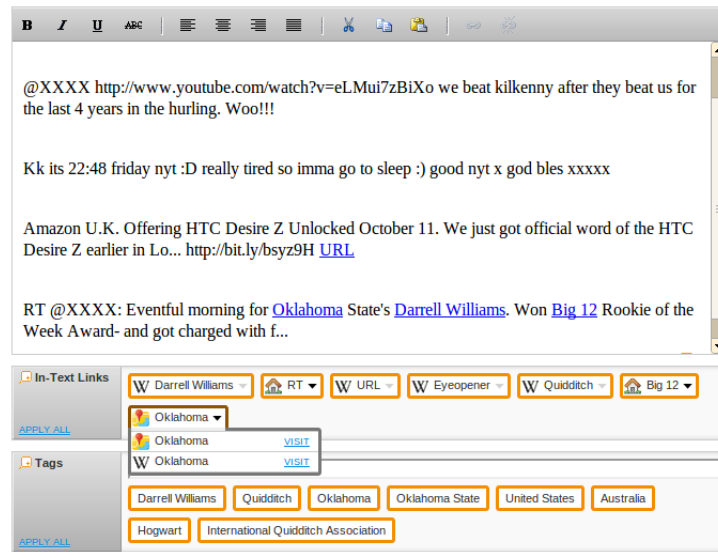 B I U ABC
@XXXX http://www.youtube.com/watch?v=eLMui7zBiXo we beat kilkenny after they beat us for
the last 4 years in the hurling. Woo!!!
Kk its 22:48 friday nyt :D really tired so imma go to sleep :) good nyt x god bles xxxxx
Amazon U.K. Offering HTC Desire Z Unlocked October 11. We just got official word of the HTC
Desire Z earlier in Lo... http://bit.ly/bsyz9H URL
RT @XXXX: Eventful morning for Oklahoma State's Darrell Williams. Won Big 12 Rookie of the
Week Award- and got charged with f...
In-Text Links
W Darrell Williams RT W URL W Eyeopener W Quidditch Big 12
Oklahoma
APPLY ALL
Oklahoma VISIT
W Oklahoma VISIT
Tags
Darrell Williams Quidditch Oklahoma Oklahoma State United States Australia
Hogwart International Quidditch Association
APPLY ALL